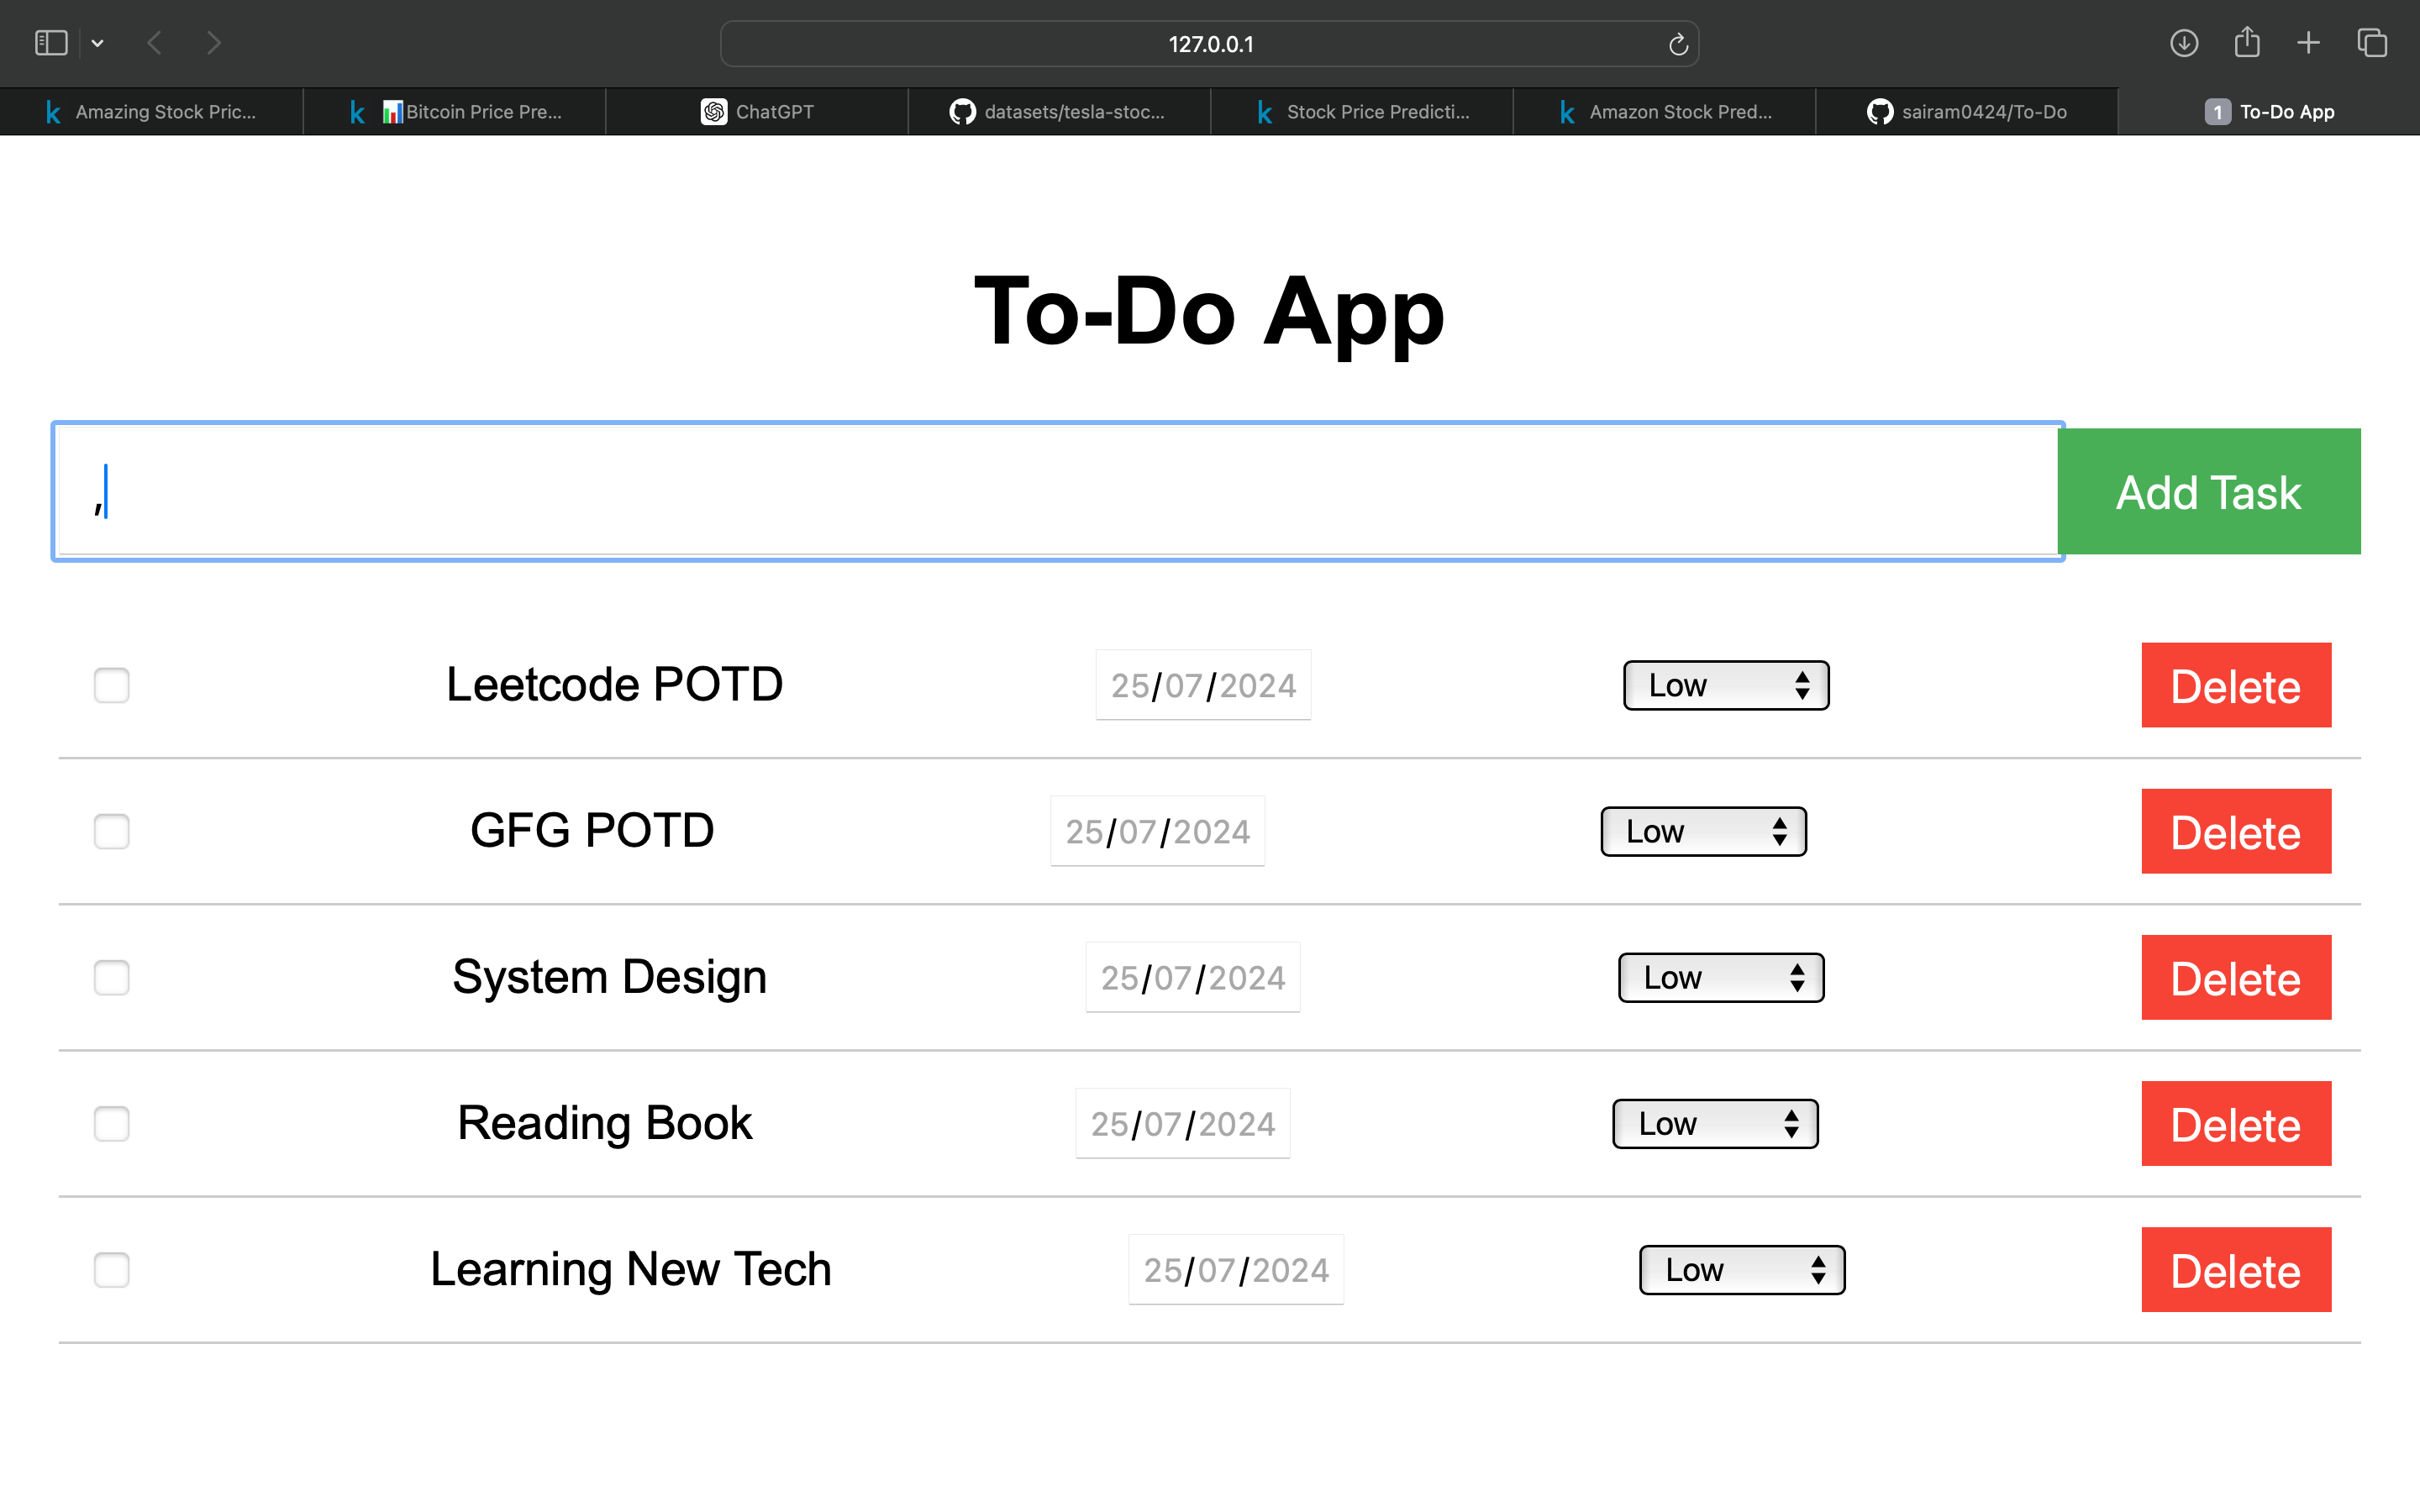 127.0.0.1
Amazing Stock Pric... Bitcoin Price Pre... ChatGPT datasets/tesla-stoc... Stock Price Predicti... Amazon Stock Pred... sairam0424/To-Do 1 To-Do App
To-Do App
, Add Task
Leetcode POTD 25/07/2024 Low Delete
GFG POTD 25/07/2024 Low Delete
System Design 25/07/2024 Low Delete
Reading Book 25/07/2024 Low Delete
Learning New Tech 25/07/2024 Low Delete